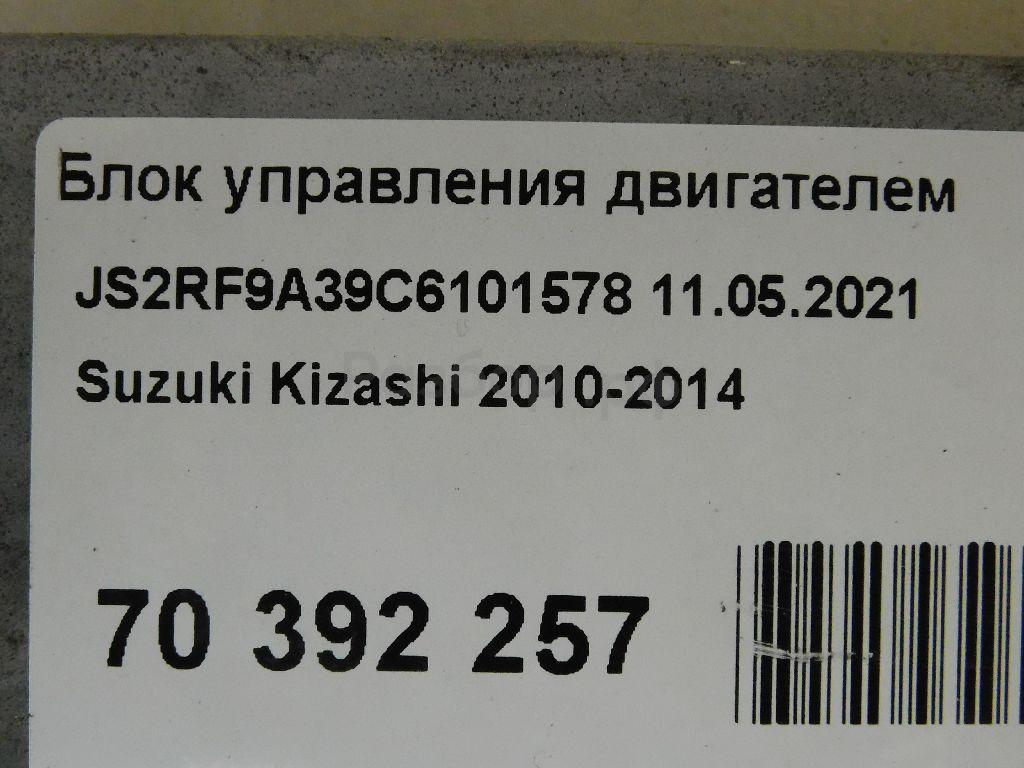 Блок управления двигателем
JS2RF9A39C6101578 11.05.2021
Suzuki Kizashi 2010-2014
70 392 257